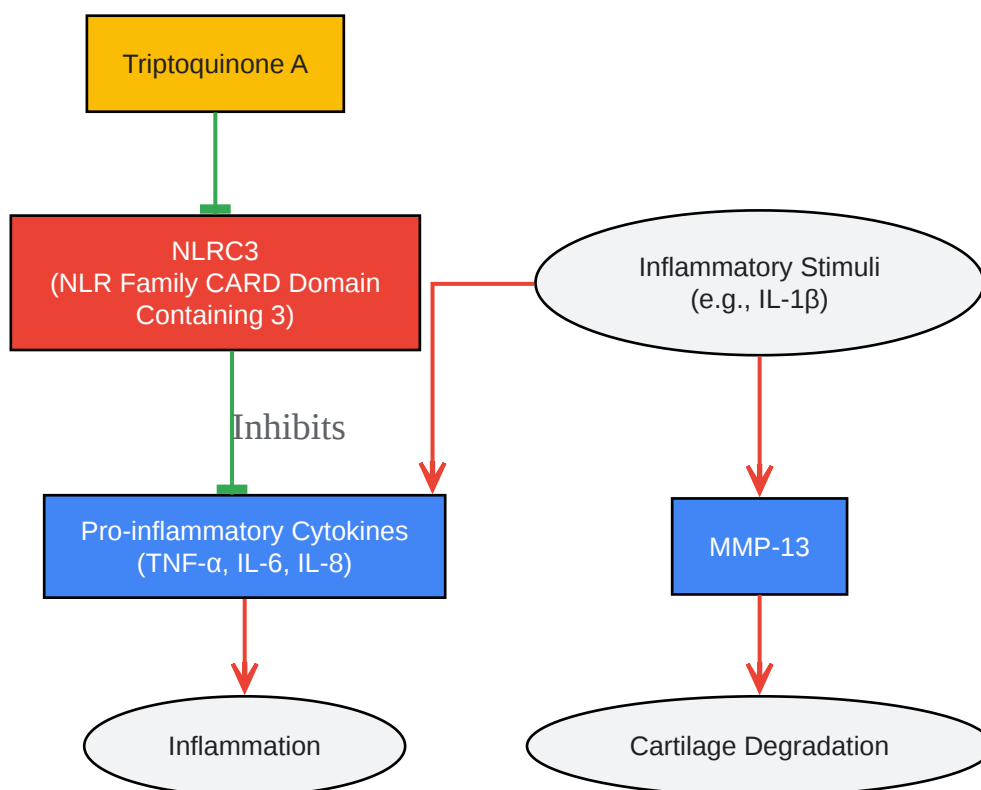 Triptoquinone A
NLRC3
(NLR Family CARD Domain
Containing 3)
Inflammatory Stimuli
(e.g., IL-1β)
Inhibits
Pro-inflammatory Cytokines
(TNF-α, IL-6, IL-8)
MMP-13
Inflammation
Cartilage Degradation